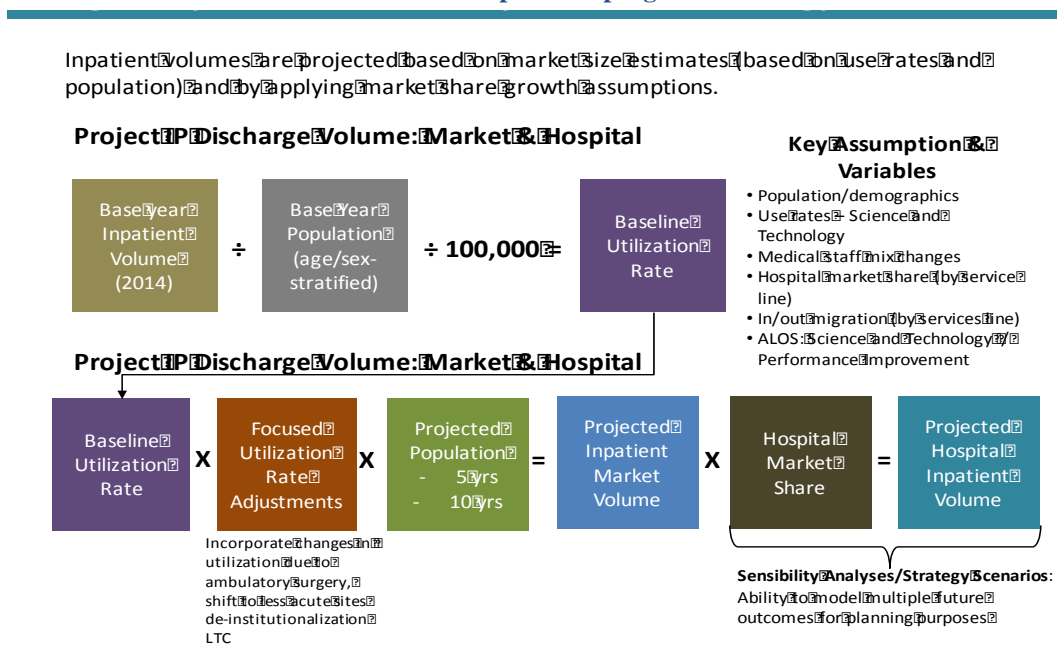 Inpatient volumes are projected based on market size estimates (based on use rates and
population) and by applying market share growth assumptions.
Project IP Discharge Volume: Market & Hospital
Key Assumption &
Variables
Base year
Inpatient
Volume
(2014)
÷
Base Year
Population
(age/sex-
stratified)
÷ 100,000 =
Baseline
Utilization
Rate
• Population/demographics
• Use rates – Science and
Technology
• Medical staff mix changes
• Hospital market share (by service
line)
• In/out migration (by services line)
• ALOS: Science and Technology /
Performance Improvement
Project IP Discharge Volume: Market & Hospital
Baseline
Utilization
Rate
X
Focused
Utilization
Rate
Adjustments
X
Projected
Population
- 5 yrs
- 10 yrs
=
Projected
Inpatient
Market
Volume
X
Hospital
Market
Share
=
Projected
Hospital
Inpatient
Volume
Incorporate changes in
utilization due to
ambulatory surgery,
shift to less acute sites
de-institutionalization
LTC
Sensibility Analyses/Strategy Scenarios:
Ability to model multiple future
outcomes for planning purposes